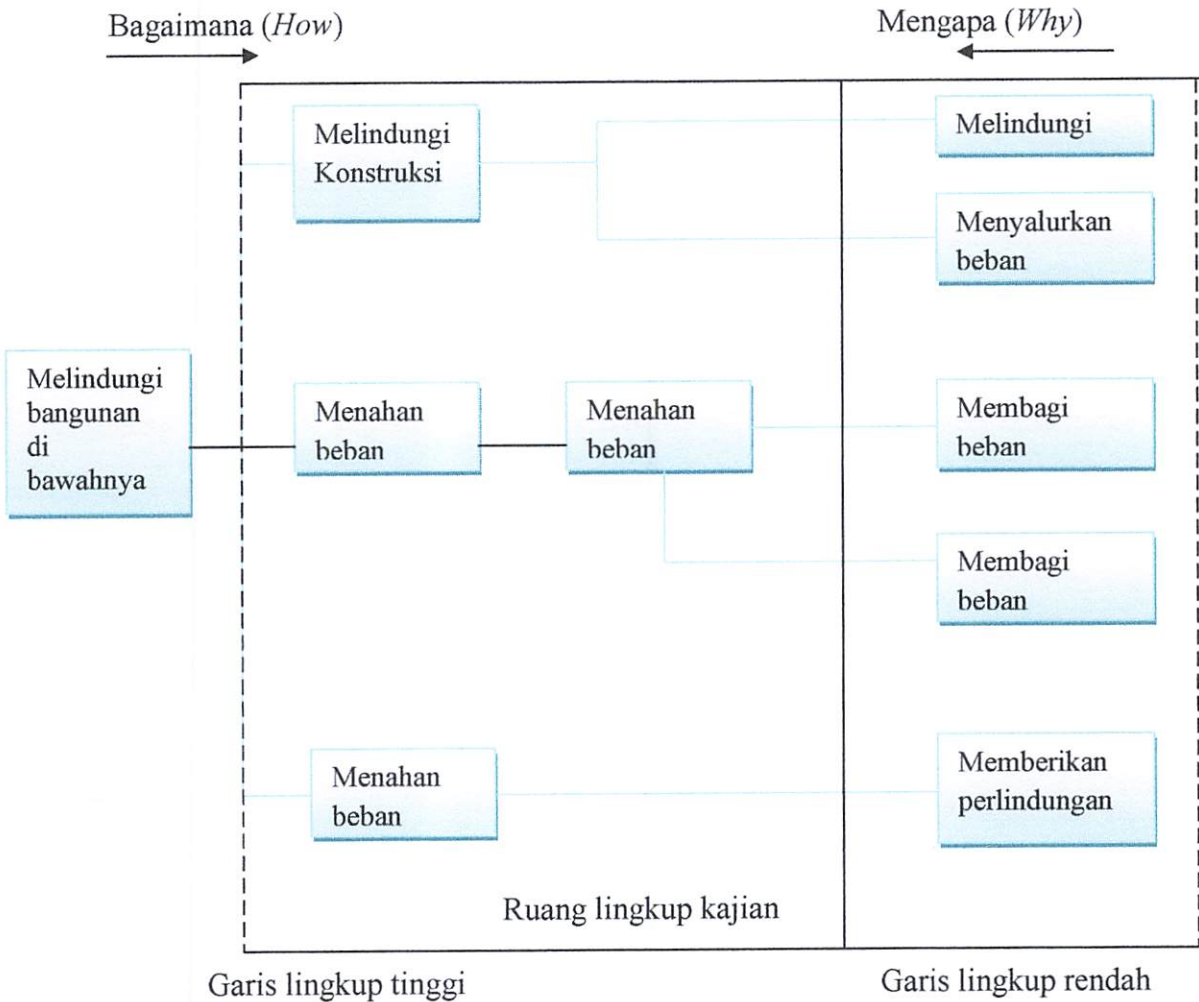 Bagaimana (How)
Mengapa (Why)
Melindungi
Konstruksi
Melindungi
Menyalurkan
beban
Melindungi
bangunan
di
bawahnya
Menahan
beban
Menahan
beban
Membagi
beban
Membagi
beban
Menahan
beban
Memberikan
perlindungan
Ruang lingkup kajian
Garis lingkup tinggi
Garis lingkup rendah